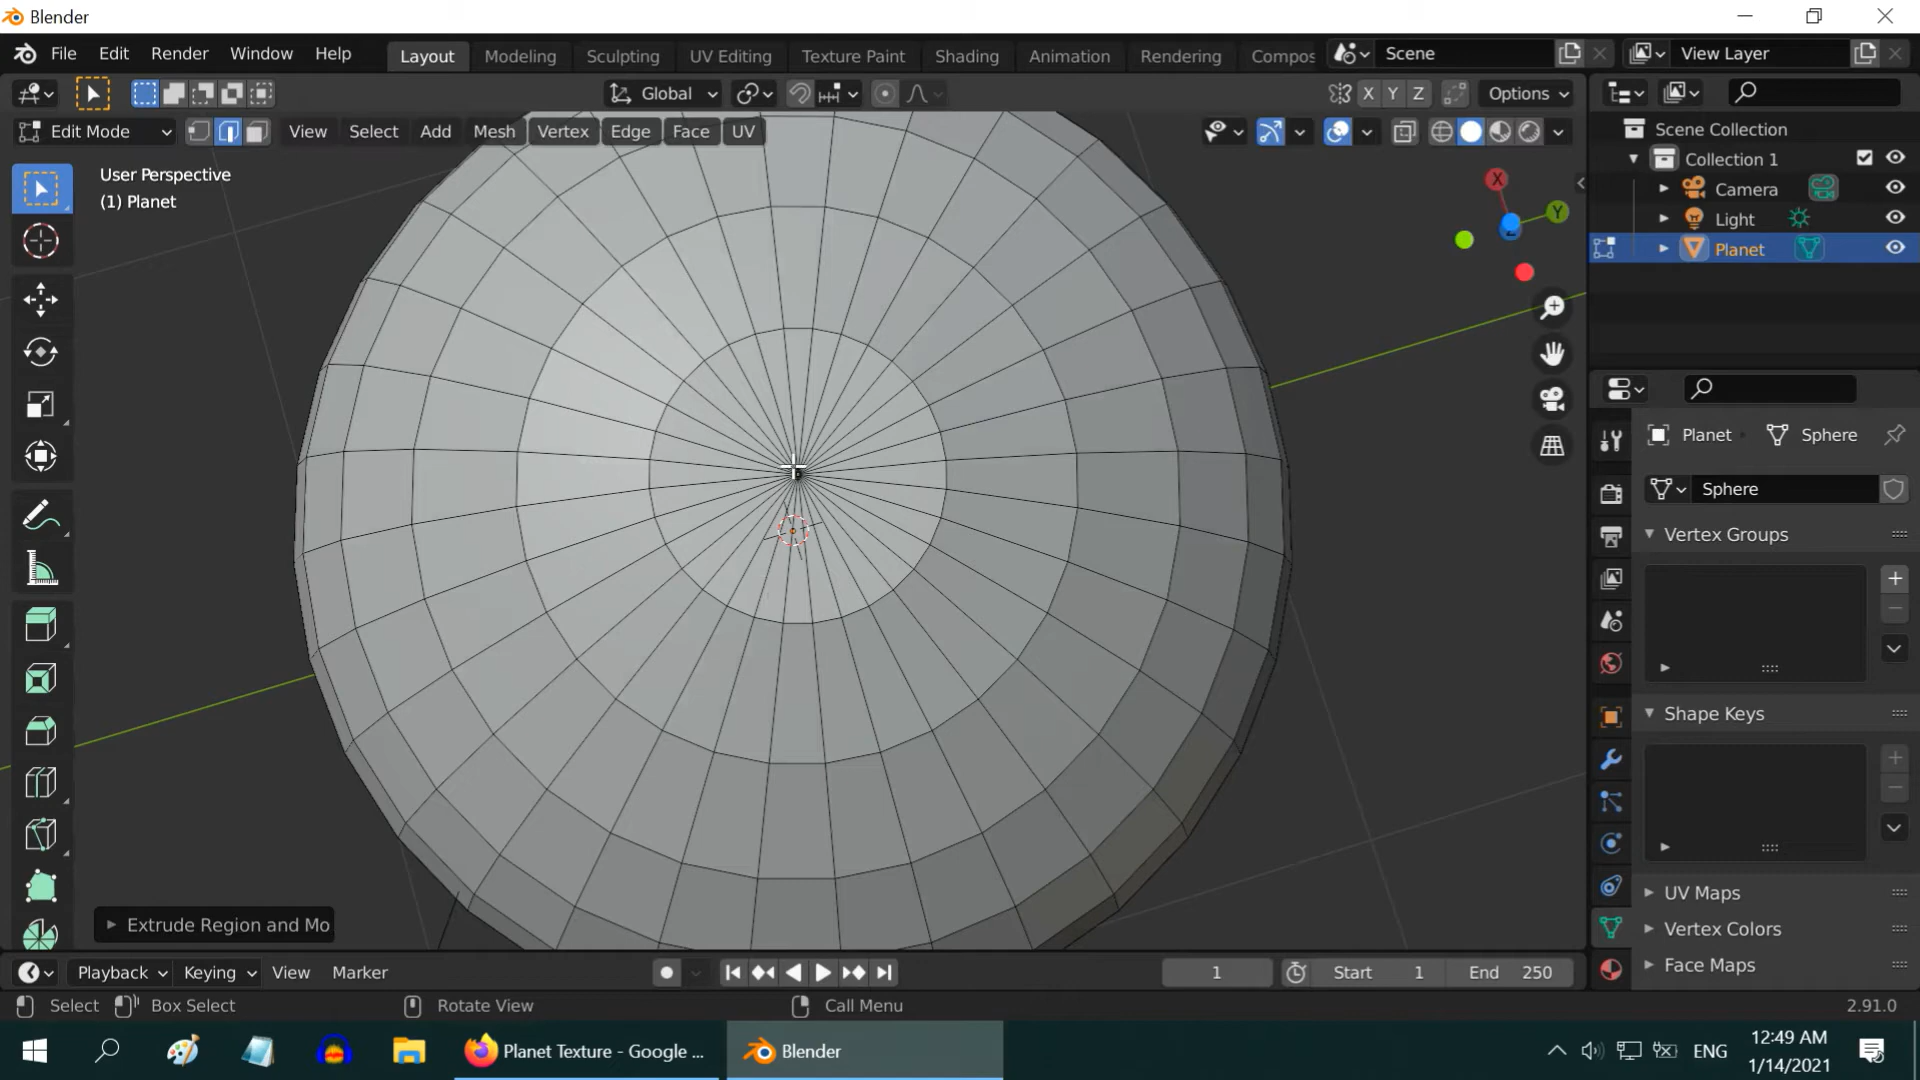 Blender
File Edit Render Window Help Layout Modeling Sculpting UV Editing Texture Paint Shading Animation Rendering Compos Scene View Layer
Global X Y Z Options
Edit Mode View Select Add Mesh Vertex Edge Face UV
User Perspective
(1) Planet
X
Y
Z
Scene Collection
Collection 1
Camera
Light
Planet
Planet Sphere
Sphere
Vertex Groups
Shape Keys
UV Maps
Vertex Colors
Face Maps
Extrude Region and Mo
Playback Keying View Marker 1 Start 1 End 250
Select Box Select Rotate View Call Menu 2.91.0
Planet Texture - Google ... Blender ENG 12:49 AM
1/14/2021